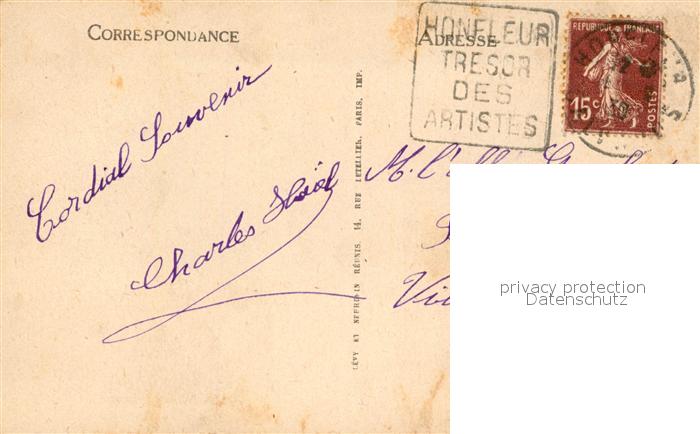 CORRESPONDANCE
ADRESSE
HONFLEUR
TRESOR
DES
ARTISTES
REPUBLIQUE FRANÇAISE
15c
POSTES
Cordial Souvenir
Charles
M. l'
LÉVY ET NEURDEIN RÉUNIS, 44, RUE LETELLIER, PARIS, IMP.
privacy protection
Datenschutz